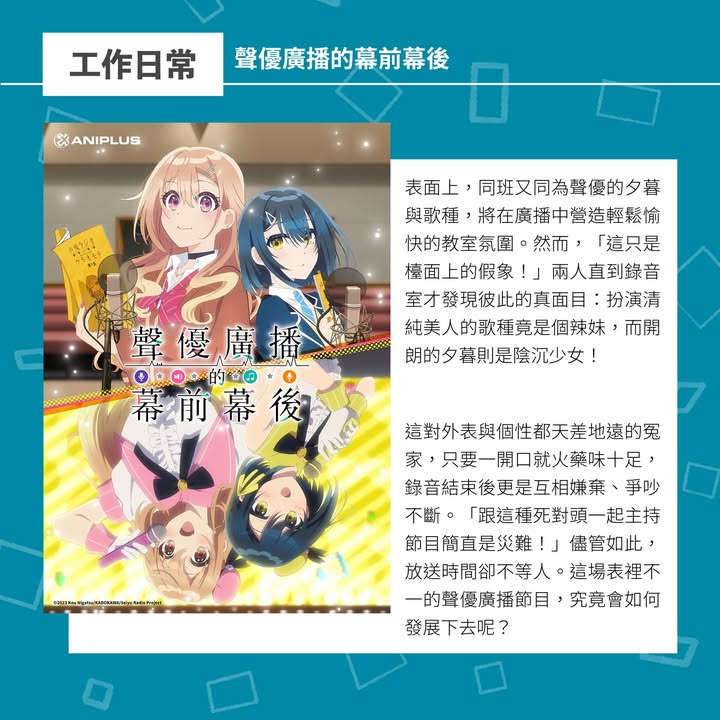 工作日常
聲優廣播的幕前幕後
ANIPLUS
表面上，同班又同為聲優的夕暮
與歌種，將在廣播中營造輕鬆愉
快的教室氛圍。然而，「這只是
檯面上的假象！」兩人直到錄音
室才發現彼此的真面目：扮演清
純美人的歌種竟是個辣妹，而開
朗的夕暮則是陰沉少女！
聲優廣播
的
幕前幕後
這對外表與個性都天差地遠的冤
家，只要一開口就火藥味十足，
錄音結束後更是互相嫌棄、爭吵
不斷。「跟這種死對頭一起主持
節目簡直是災難！」儘管如此，
放送時間卻不等人。這場表裡不
一的聲優廣播節目，究竟會如何
發展下去呢？
©2023 Kou Nigatsu/KADOKAWA/Seiyu Radio Project